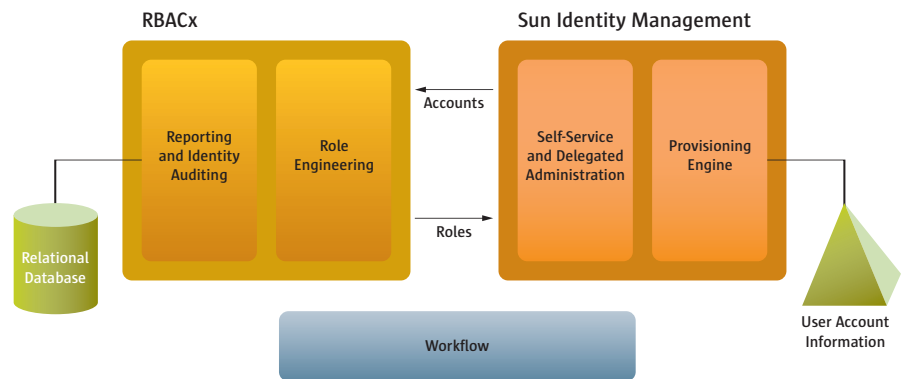 RBACx
Sun Identity Management
Accounts
Reporting
and Identity
Auditing
Role
Engineering
Self-Service
and Delegated
Administration
Provisioning
Engine
Roles
Relational
Database
User Account
Information
Workflow